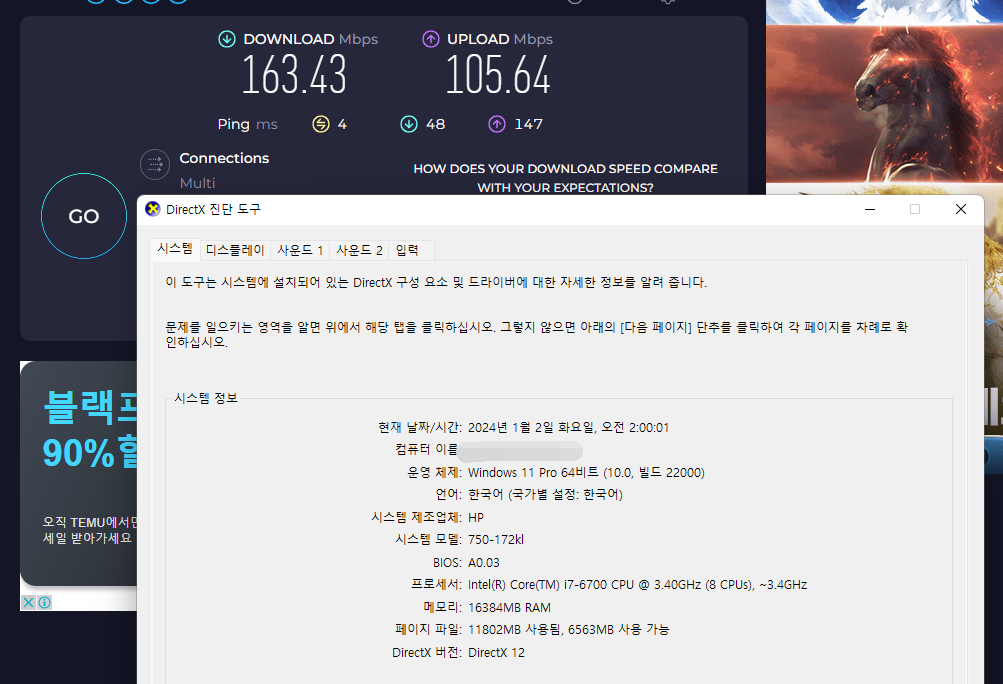 DOWNLOAD Mbps
UPLOAD Mbps
163.43
105.64
Ping ms
4
48
147
Connections
Multi
HOW DOES YOUR DOWNLOAD SPEED COMPARE
WITH YOUR EXPECTATIONS?
GO
DirectX 진단 도구
시스템 디스플레이 사운드 1 사운드 2 입력
이 도구는 시스템에 설치되어 있는 DirectX 구성 요소 및 드라이버에 대한 자세한 정보를 알려 줍니다.
문제를 일으키는 영역을 알면 위에서 해당 탭을 클릭하십시오. 그렇지 않으면 아래의 [다음 페이지] 단추를 클릭하여 각 페이지를 차례로 확
인하십시오.
시스템 정보
현재 날짜/시간: 2024년 1월 2일 화요일, 오전 2:00:01
컴퓨터 이름
운영 체제: Windows 11 Pro 64비트 (10.0, 빌드 22000)
언어: 한국어 (국가별 설정: 한국어)
시스템 제조업체: HP
시스템 모델: 750-172kl
BIOS: A0.03
프로세서: Intel(R) Core(TM) i7-6700 CPU @ 3.40GHz (8 CPUs), ~3.4GHz
메모리: 16384MB RAM
페이지 파일: 11802MB 사용됨, 6563MB 사용 가능
DirectX 버전: DirectX 12
블랙
90%
오직 TEMU에서
세일 받아가세요